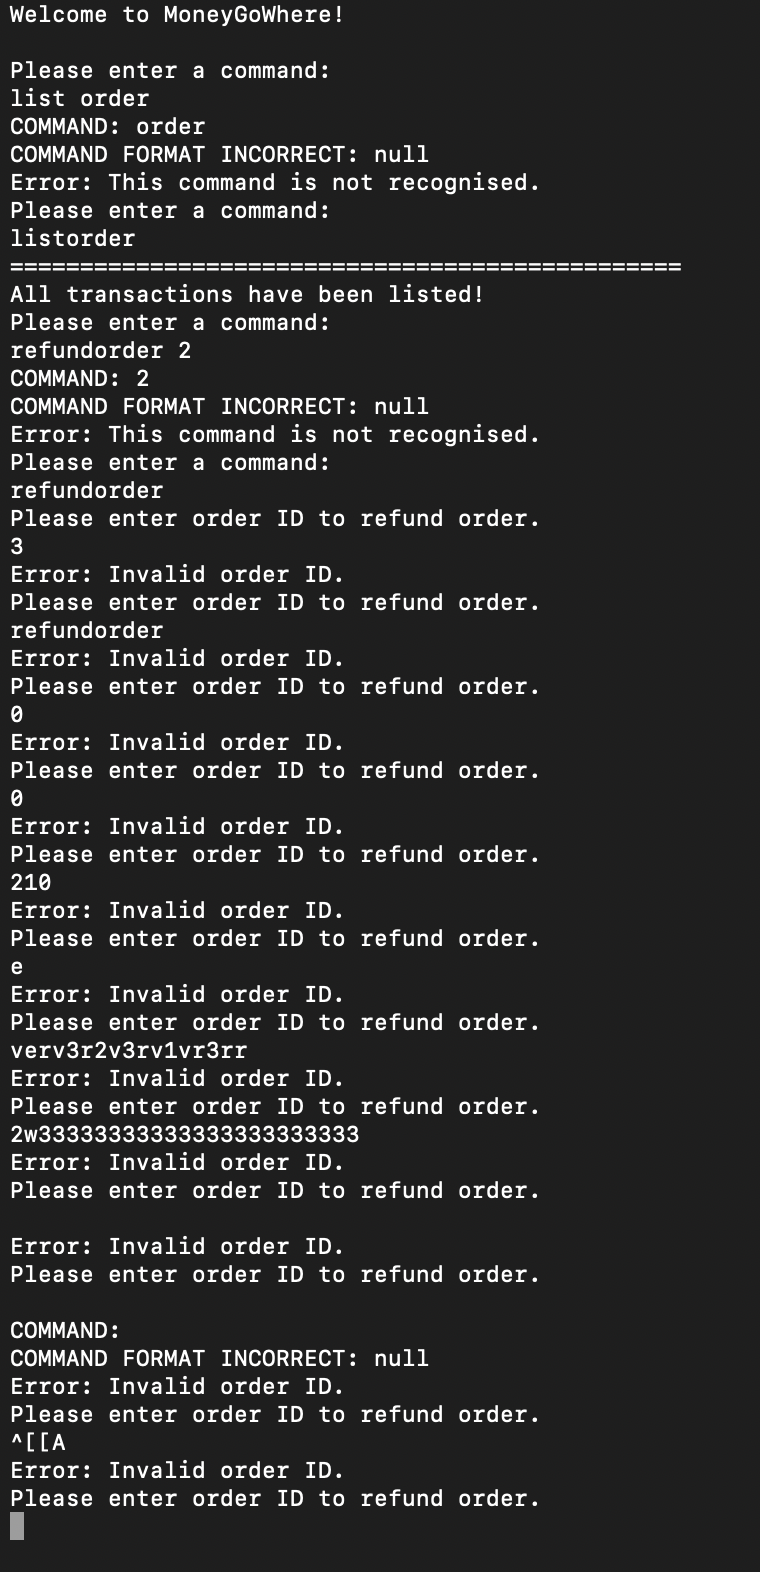 Welcome to MoneyGoWhere!
Please enter a command:
list order
COMMAND: order
COMMAND FORMAT INCORRECT: null
Error: This command is not recognised.
Please enter a command:
listorder
================================================
All transactions have been listed!
Please enter a command:
refundorder 2
COMMAND: 2
COMMAND FORMAT INCORRECT: null
Error: This command is not recognised.
Please enter a command:
refundorder
Please enter order ID to refund order.
3
Error: Invalid order ID.
Please enter order ID to refund order.
refundorder
Error: Invalid order ID.
Please enter order ID to refund order.
0
Error: Invalid order ID.
Please enter order ID to refund order.
0
Error: Invalid order ID.
Please enter order ID to refund order.
210
Error: Invalid order ID.
Please enter order ID to refund order.
e
Error: Invalid order ID.
Please enter order ID to refund order.
verv3r2v3rv1vr3rr
Error: Invalid order ID.
Please enter order ID to refund order.
2w33333333333333333333333
Error: Invalid order ID.
Please enter order ID to refund order.
Error: Invalid order ID.
Please enter order ID to refund order.
COMMAND:
COMMAND FORMAT INCORRECT: null
Error: Invalid order ID.
Please enter order ID to refund order.
^[[A
Error: Invalid order ID.
Please enter order ID to refund order.